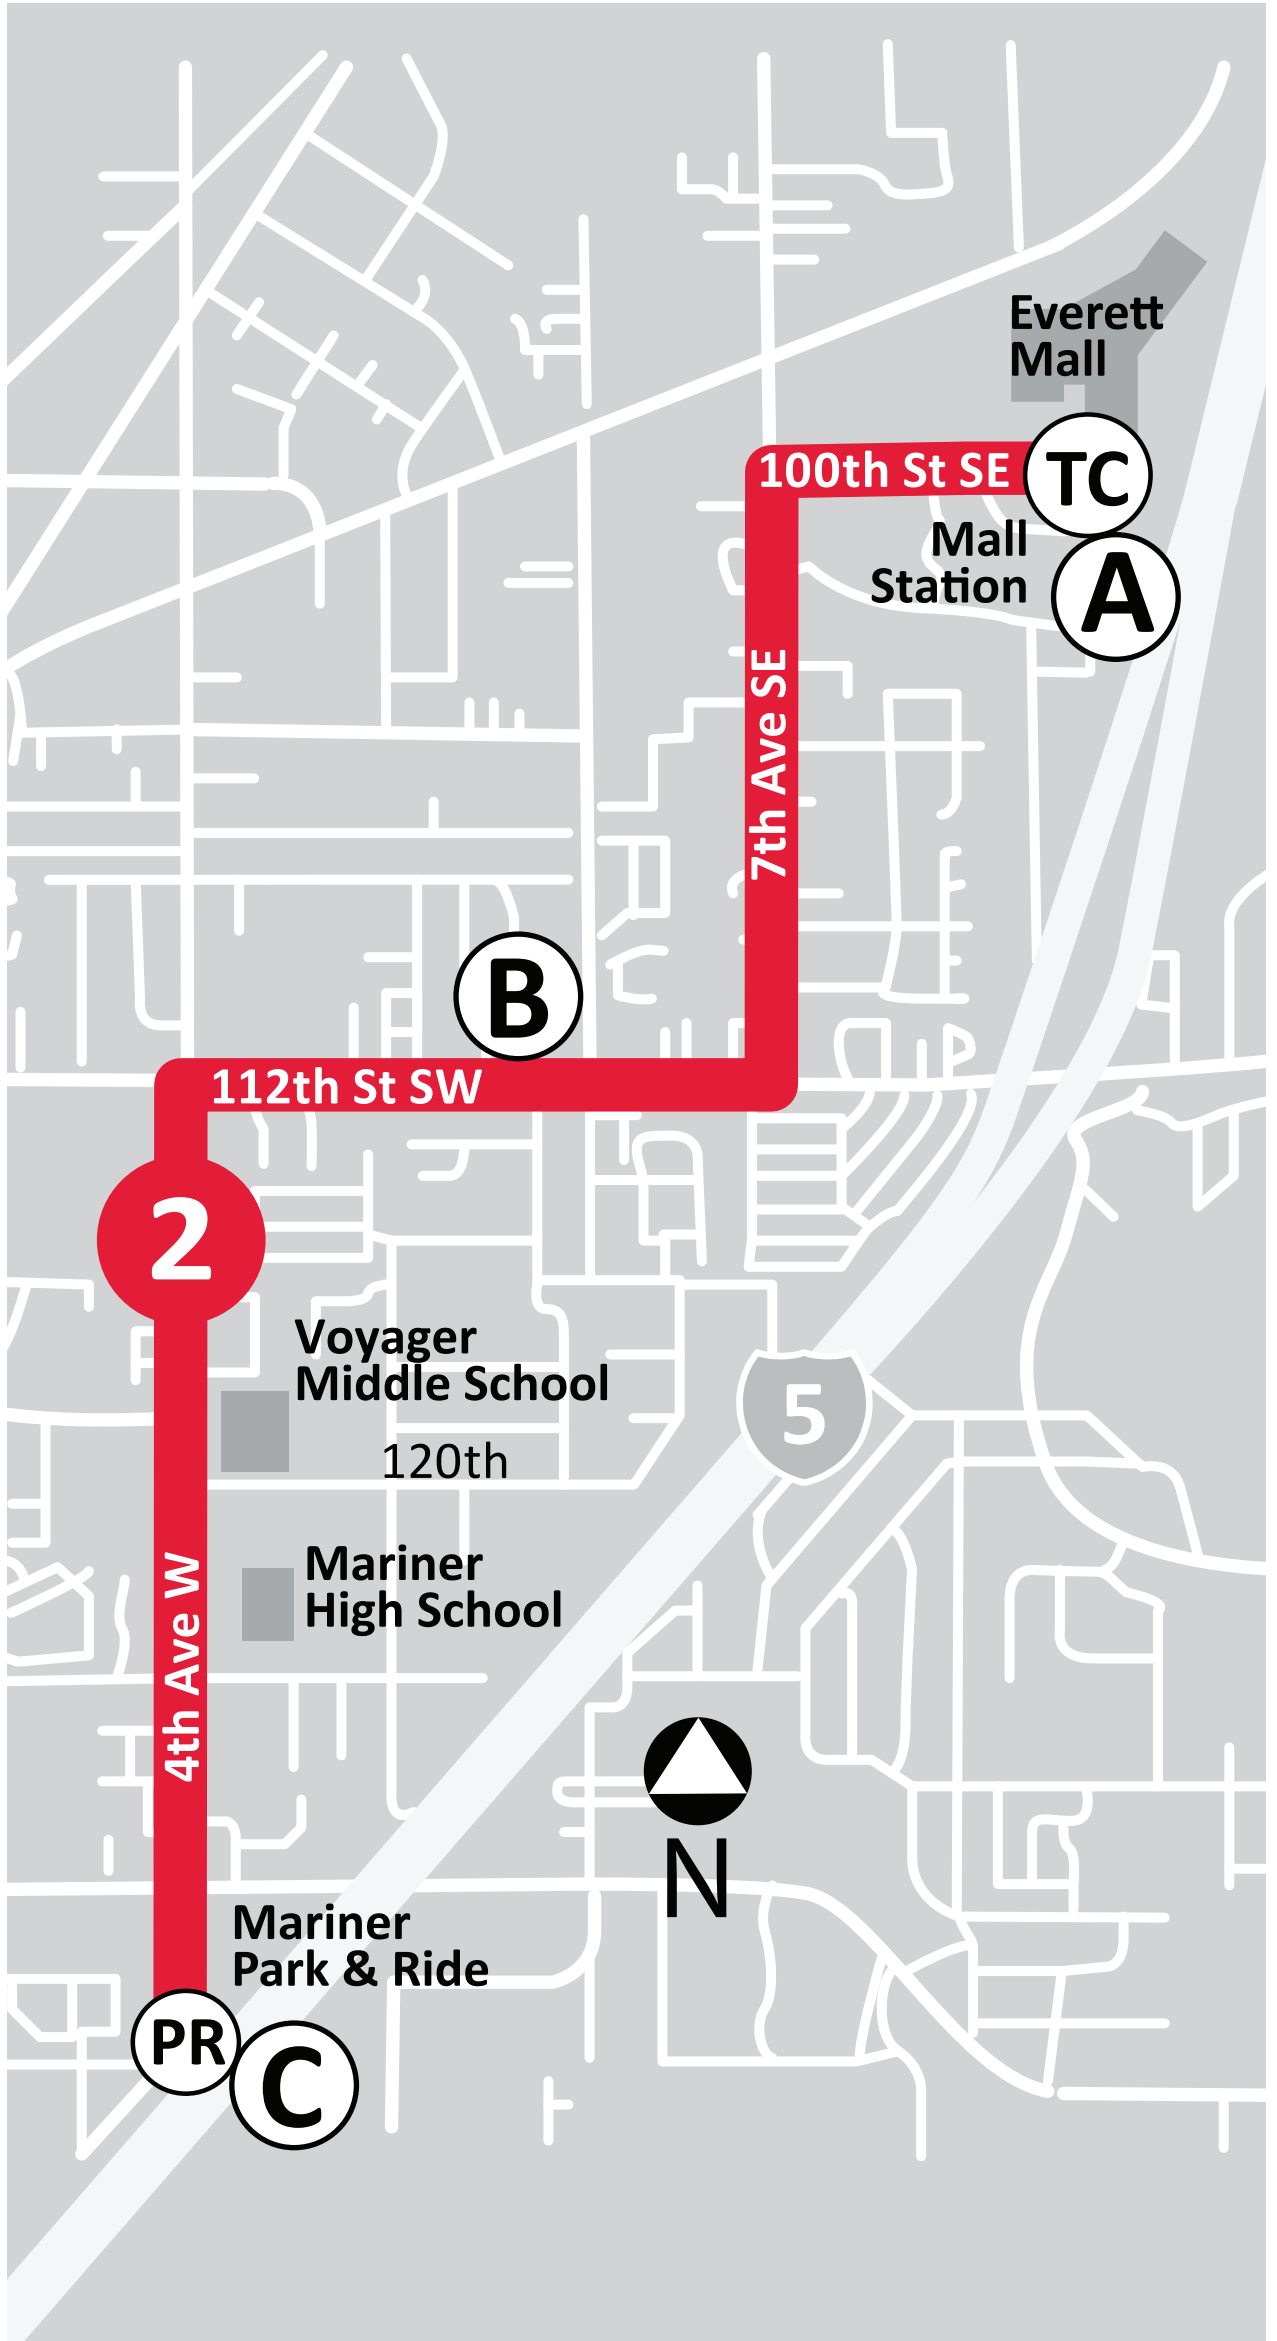 Everett
Mall
100th St SE
TC
Mall
Station
A
7th Ave SE
B
112th St SW
2
Voyager
Middle School
5
120th
Mariner
High School
4th Ave W
N
Mariner
Park & Ride
PR
C